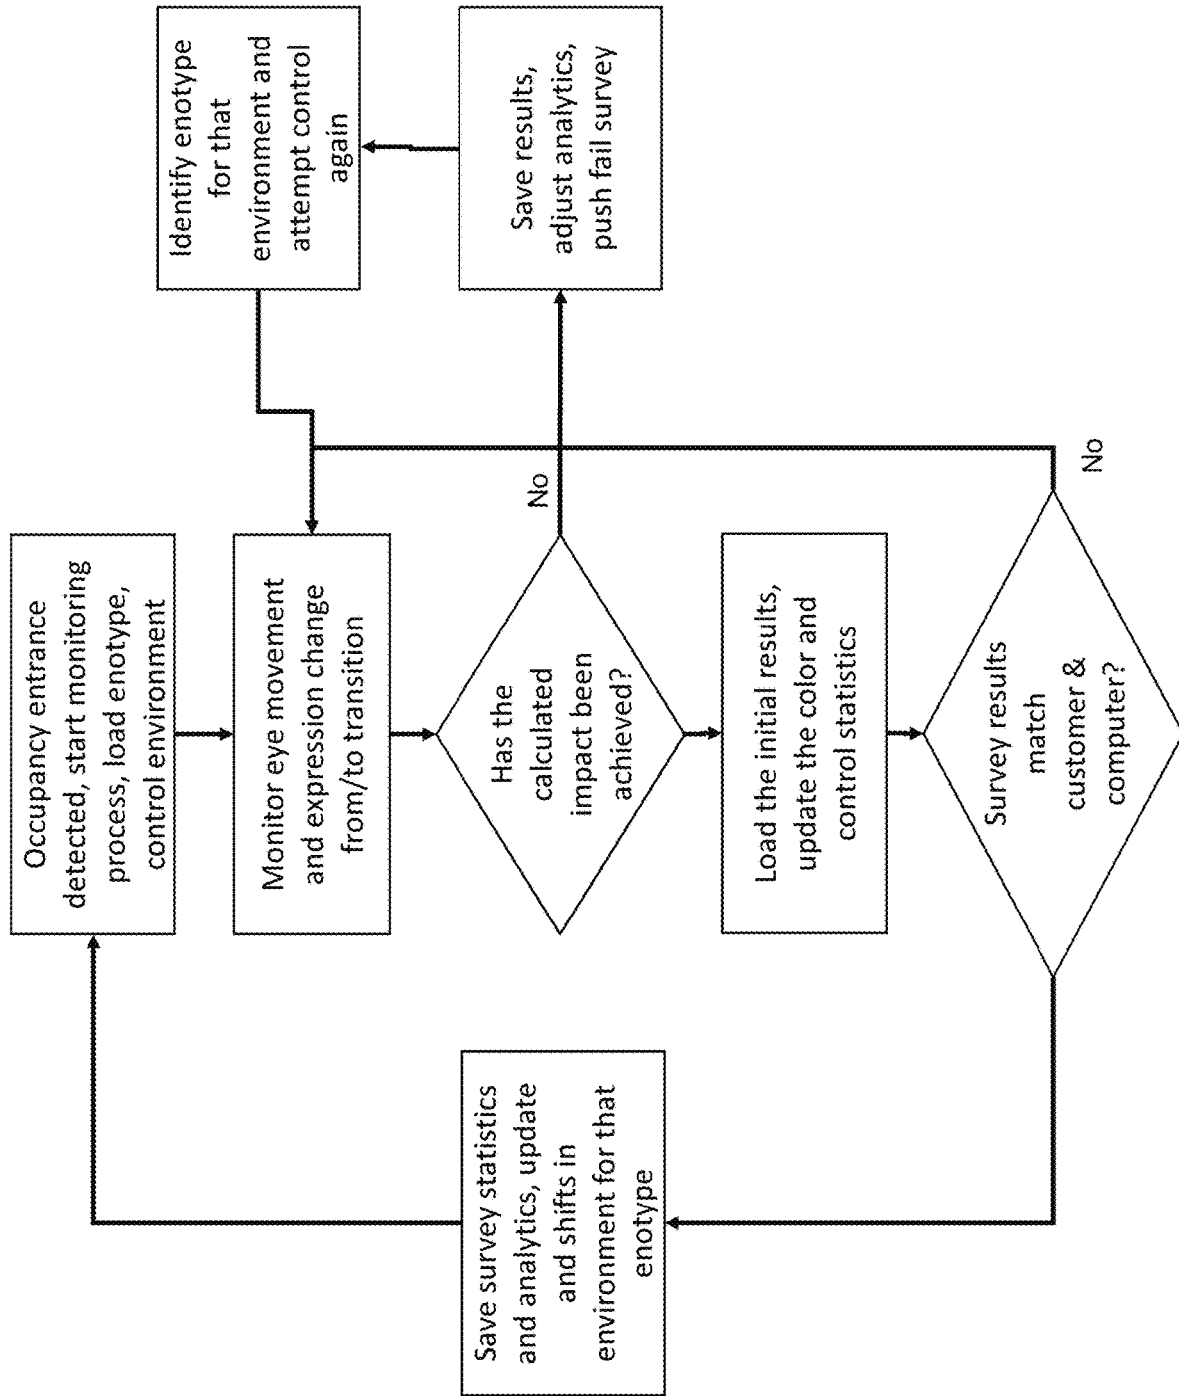 Occupancy entrance
detected, start monitoring
process, load enotype,
control environment
Monitor eye movement
and expression change
from/to transition
Has the
calculated
impact been
achieved?
No
Save results,
adjust analytics,
push fail survey
Identify enotype
for that
environment and
attempt control
again
Load the initial results,
update the color and
control statistics
Survey results
match
customer &
computer?
No
Save survey statistics
and analytics, update
and shifts in
environment for that
enotype